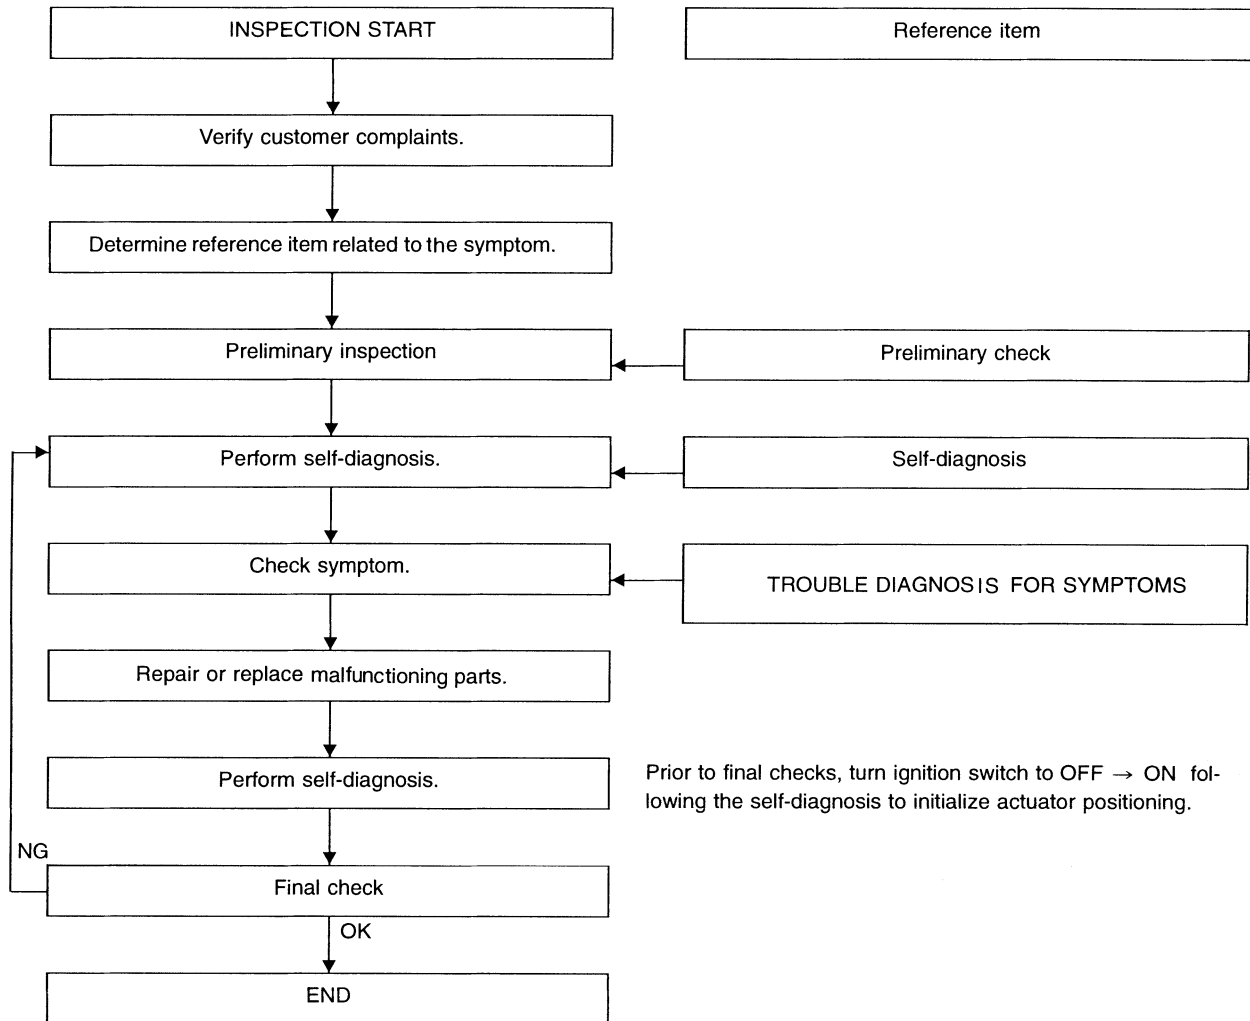 INSPECTION START
Reference item
Verify customer complaints.
Determine reference item related to the symptom.
Preliminary inspection
Preliminary check
Perform self-diagnosis.
Self-diagnosis
Check symptom.
TROUBLE DIAGNOSIS FOR SYMPTOMS
Repair or replace malfunctioning parts.
Perform self-diagnosis.
Prior to final checks, turn ignition switch to OFF → ON fol-
lowing the self-diagnosis to initialize actuator positioning.
NG
Final check
OK
END